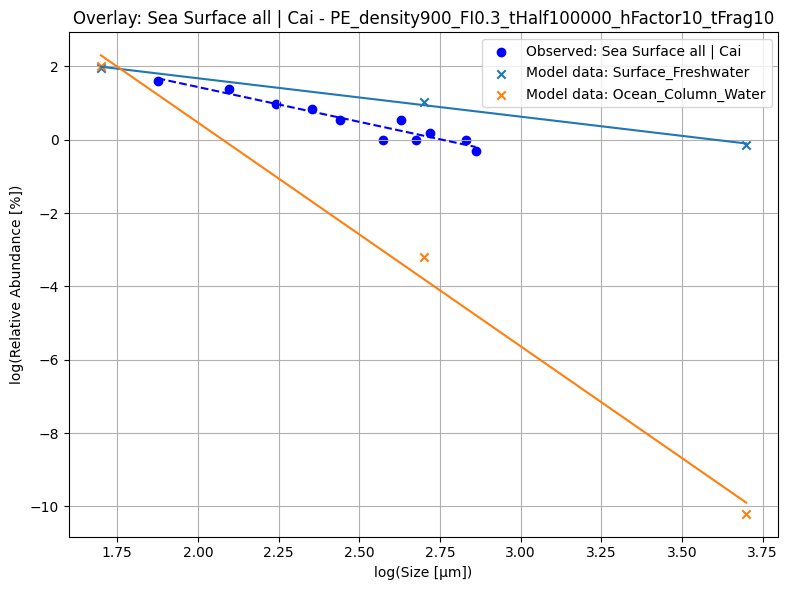 Overlay: Sea Surface all | Cai - PE_density900_FI0.3_tHalf100000_hFactor10_tFrag10
Observed: Sea Surface all | Cai
Model data: Surface_Freshwater
Model data: Ocean_Column_Water
log(Relative Abundance [%])
2
0
−2
−4
−6
−8
−10
1.75 2.00 2.25 2.50 2.75 3.00 3.25 3.50 3.75
log(Size [μm])